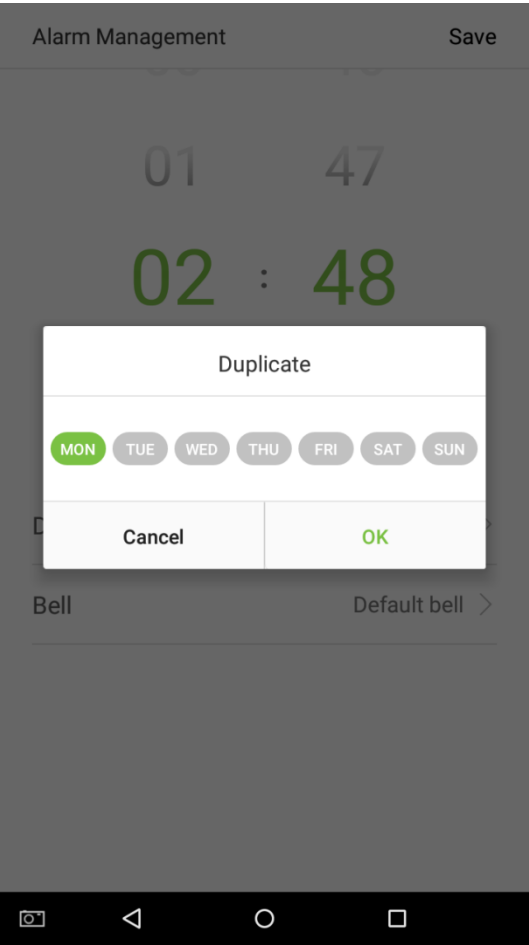 Alarm Management Save
01 47
02 : 48
Duplicate
MON TUE WED THU FRI SAT SUN
Cancel OK
Bell Default bell